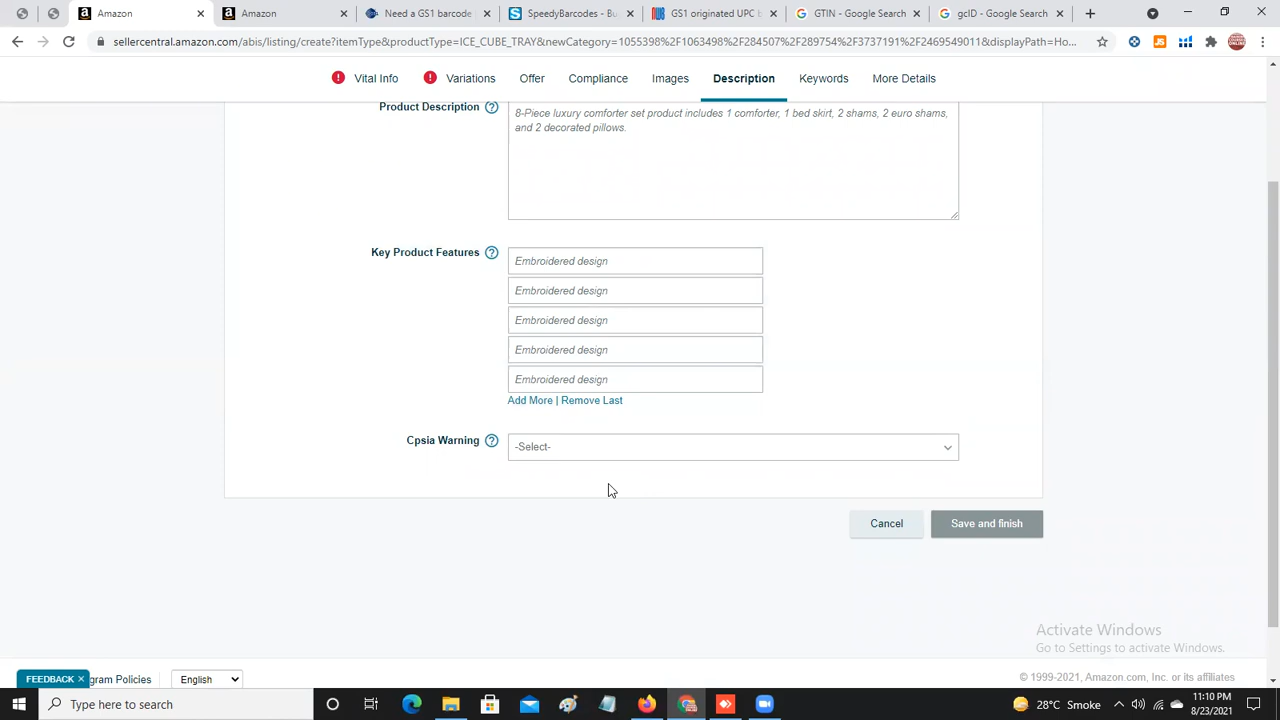 Amazon
Amazon
Need a GS1 barcode
SpeedyBarcodes - Bu
GS1 originated UPC b
GTIN - Google Search
gcID - Google Search
sellercentral.amazon.com/abis/listing/create?itemType&productType=ICE_CUBE_TRAY&newCategory=1055398%2F1063498%2F284507%2F289754%2F3737191%2F2469549011&displayPath=Ho...
Vital Info
Variations
Offer
Compliance
Images
Description
Keywords
More Details
Product Description
8-Piece luxury comforter set product includes 1 comforter, 1 bed skirt, 2 shams, 2 euro shams,
and 2 decorated pillows.
Key Product Features
Embroidered design
Embroidered design
Embroidered design
Embroidered design
Embroidered design
Add More | Remove Last
Cpsia Warning
-Select-
Cancel
Save and finish
Activate Windows
Go to Settings to activate Windows.
FEEDBACK
gram Policies
English
© 1999-2021, Amazon.com, Inc. or its affiliates
Type here to search
28°C Smoke
11:10 PM
8/23/2021